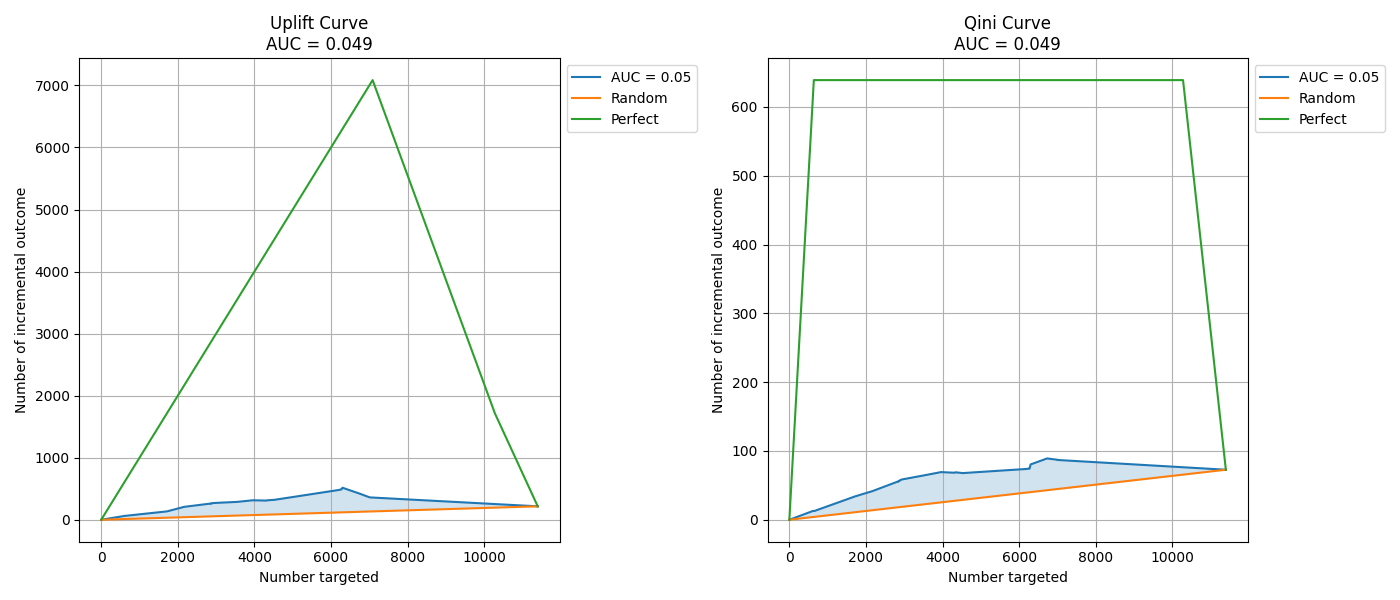 Uplift Curve
AUC = 0.049
Number of incremental outcome
7000
6000
5000
4000
3000
2000
1000
0
0 2000 4000 6000 8000 10000
Number targeted
AUC = 0.05
Random
Perfect
Qini Curve
AUC = 0.049
Number of incremental outcome
600
500
400
300
200
100
0
0 2000 4000 6000 8000 10000
Number targeted
AUC = 0.05
Random
Perfect